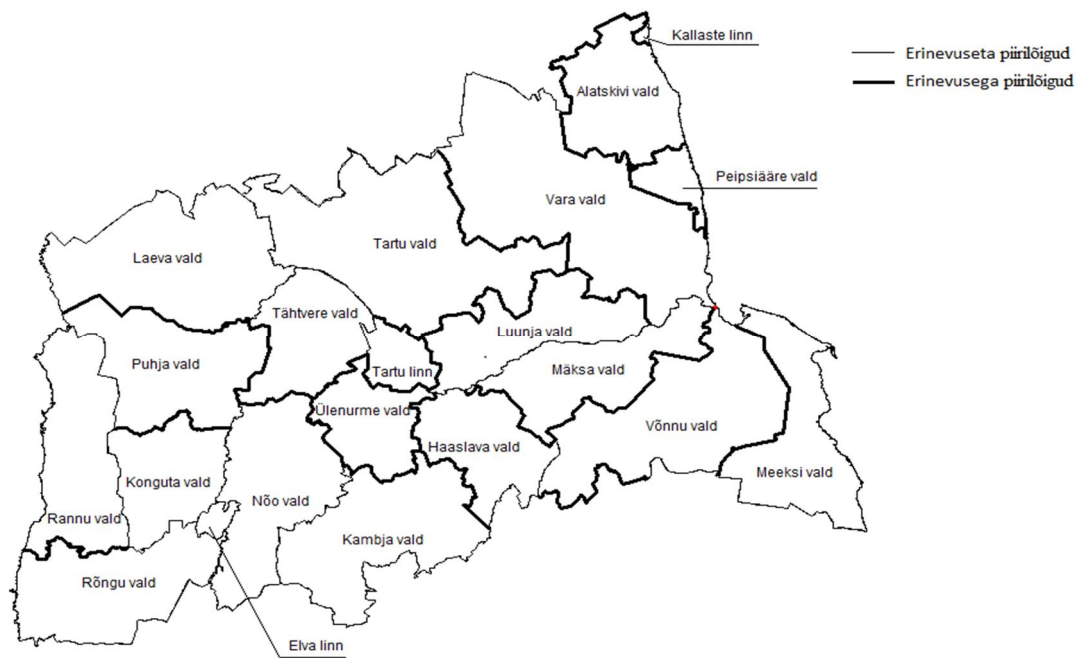 Kallaste linn
Erinevuseta piirilõigud
Erinevusega piirilõigud
Alatskivi vald
Peipsiääre vald
Vara vald
Tartu vald
Laeva vald
Tähtvere vald
Luunja vald
Puhja vald
Tartu linn
Mäksa vald
Ülenurme vald
Võnnu vald
Haaslava vald
Meeksi vald
Konguta vald
Nõo vald
Rannu vald
Kambja vald
Rõngu vald
Elva linn